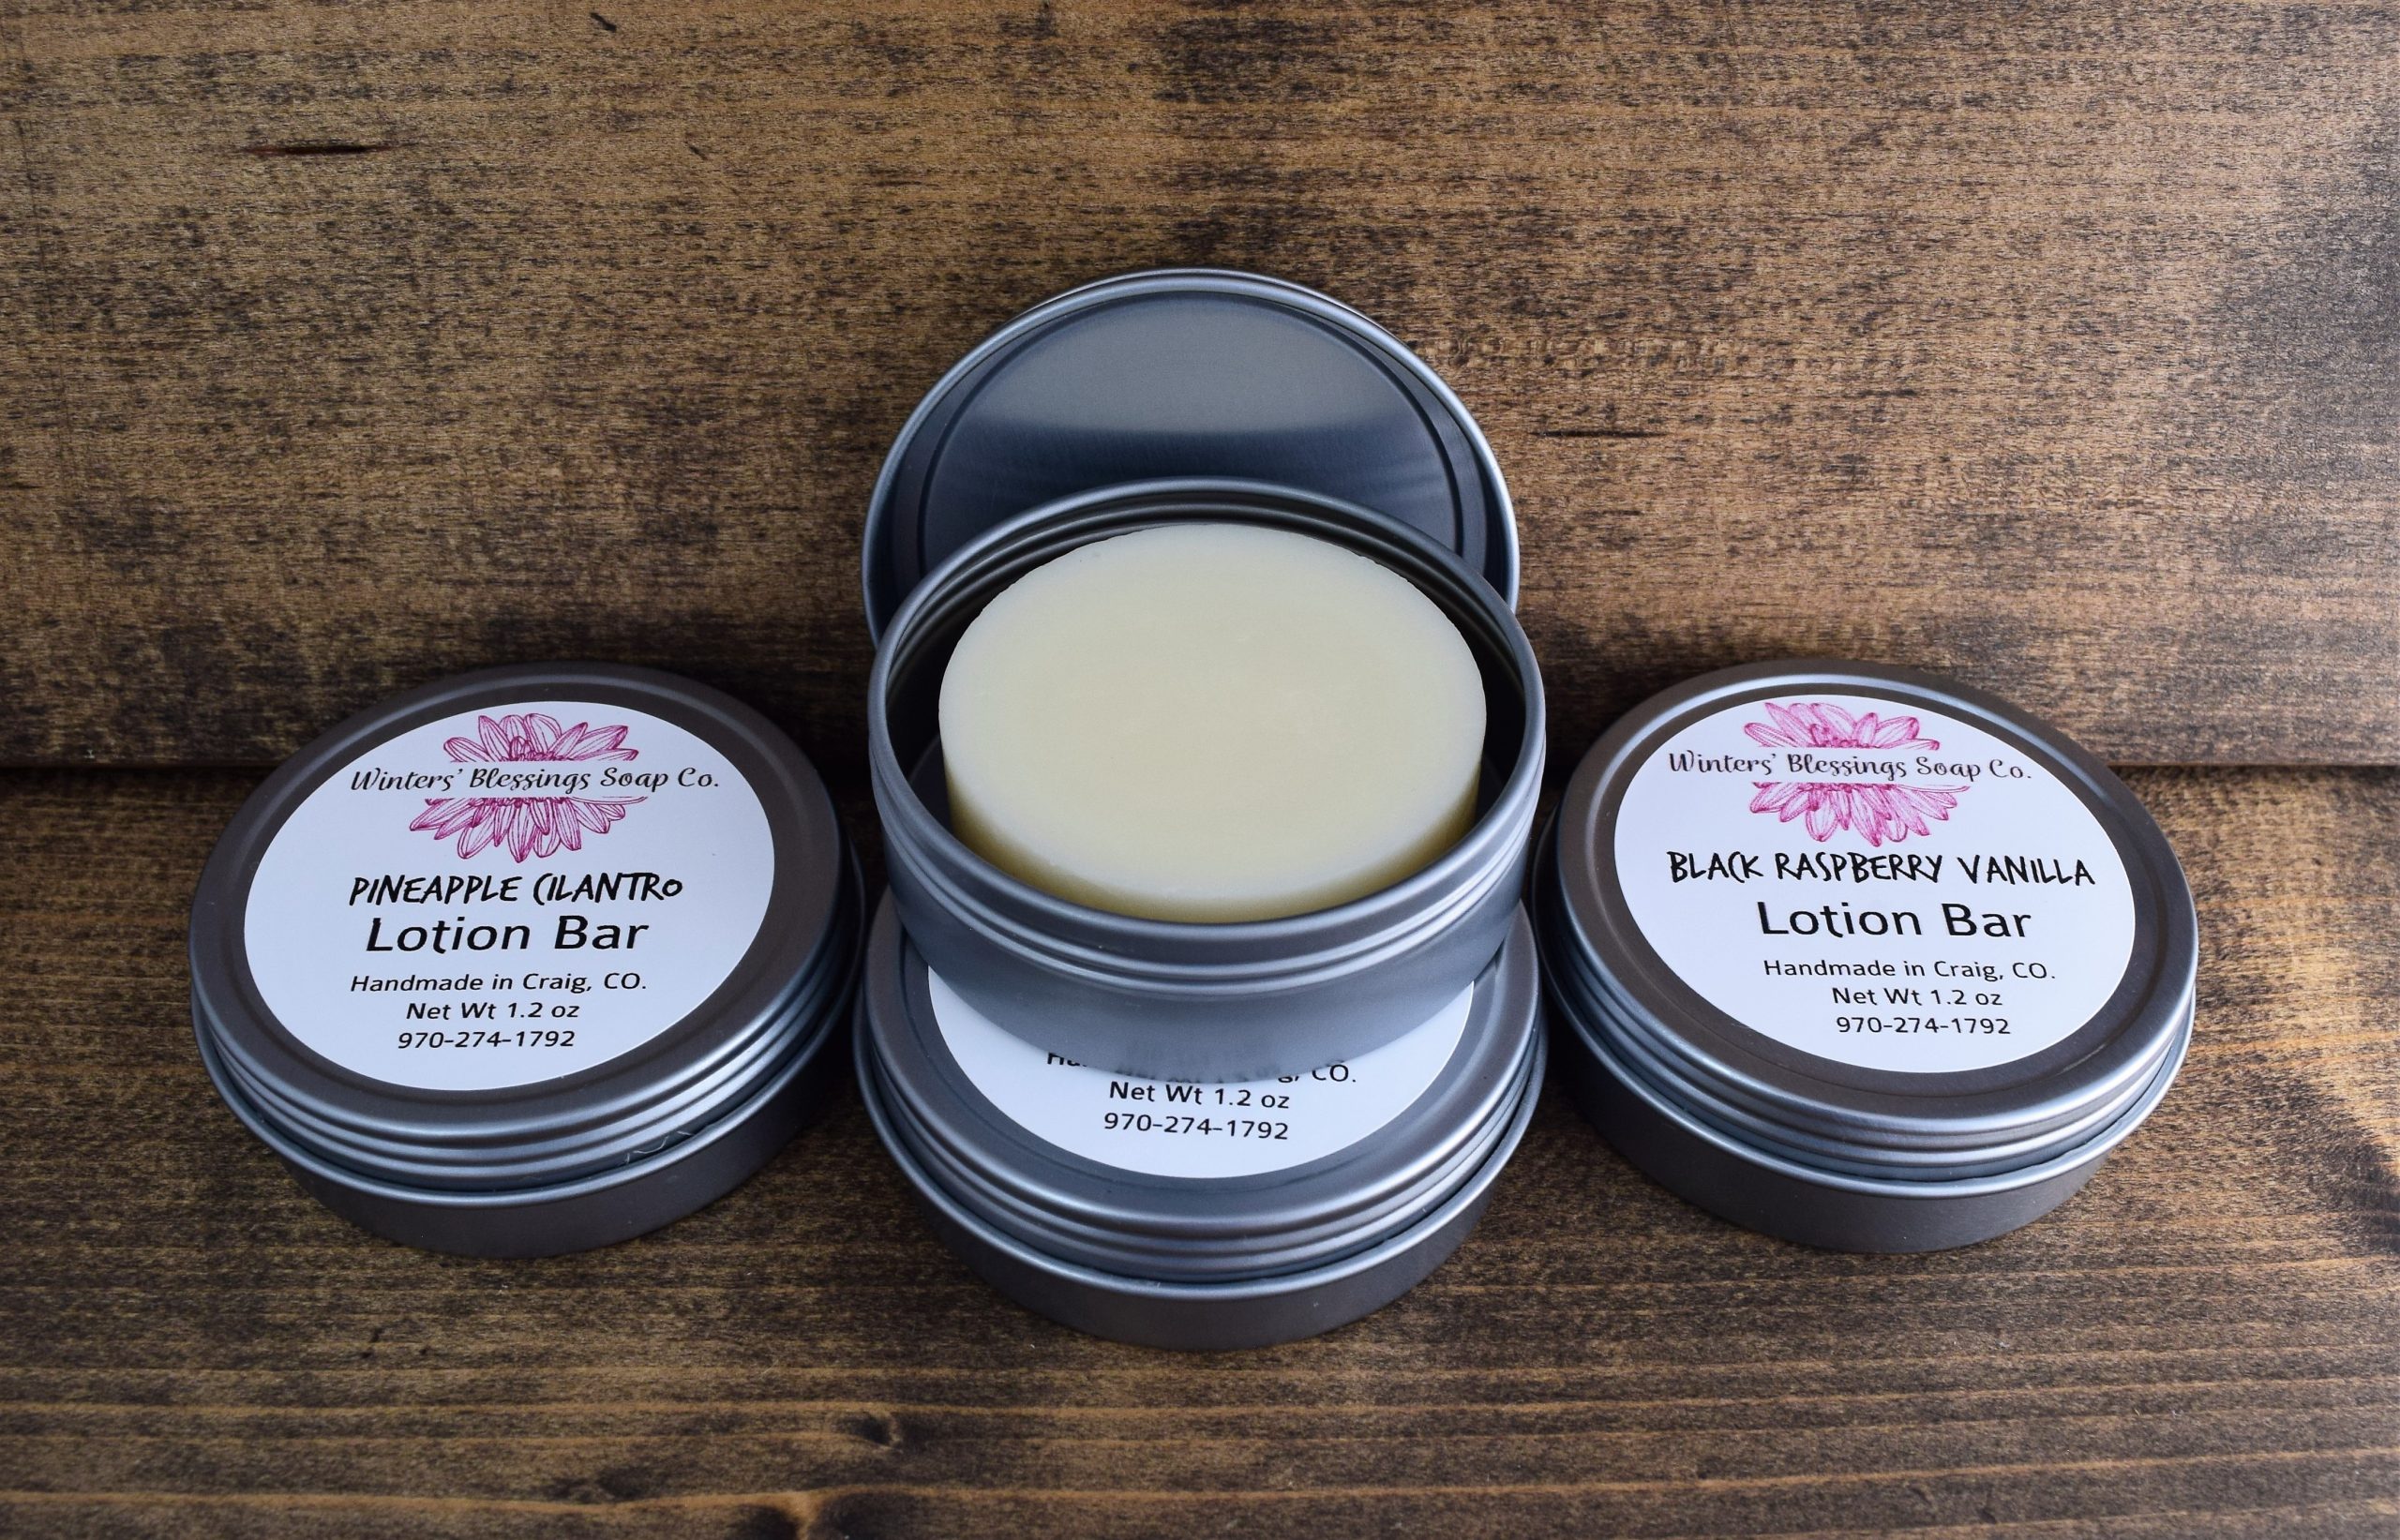 Winters' Blessings Soap Co.
PINEAPPLE CILANTRO
Lotion Bar
Handmade in Craig, CO.
Net Wt 1.2 oz
970-274-1792
CO.
Net Wt 1.2 oz
970-274-1792
Winters' Blessings Soap Co.
BLACK RASPBERRY VANILLA
Lotion Bar
Handmade in Craig, CO.
Net Wt 1.2 oz
970-274-1792